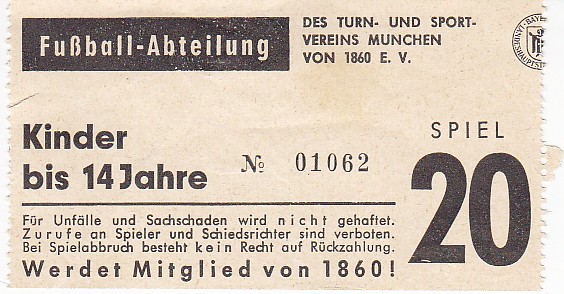 Fußball-Abteilung
DES TURN- UND SPORT-
VEREINS MUNCHEN
VON 1860 E. V.
Kinder
bis 14 Jahre
№ 01062
SPIEL
20
Für Unfälle und Sachschaden wird nicht gehaftet.
Zurufe an Spieler und Schiedsrichter sind verboten.
Bei Spielabbruch besteht kein Recht auf Rückzahlung.
Werdet Mitglied von 1860!